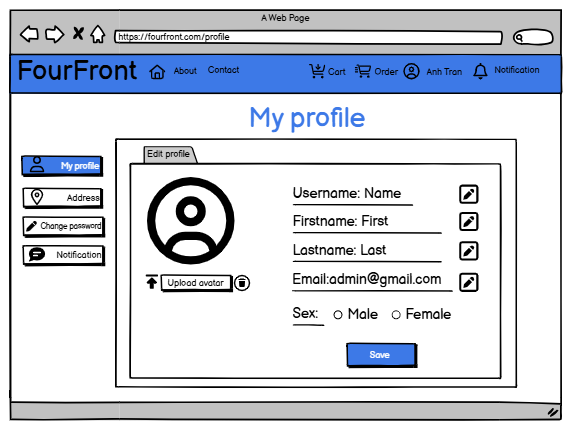 A Web Page
https://fourfront.com/profile
FourFront About Contact Cart Order Anh Tran Notification
My profile
Edit profile
My profile
Address
Change password
Notification
Upload avatar
Username: Name
Firstname: First
Lastname: Last
Email:admin@gmail.com
Sex: Male Female
Save